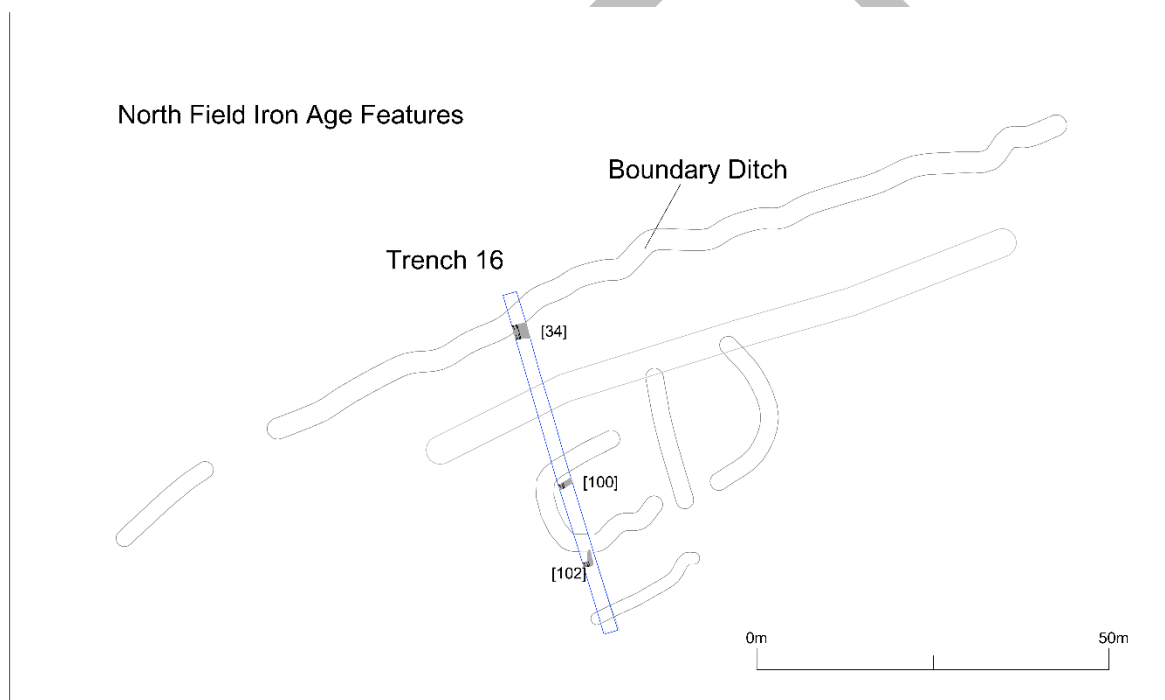 North Field Iron Age Features
Boundary Ditch
Trench 16
[34]
[100]
[102]
0m
50m